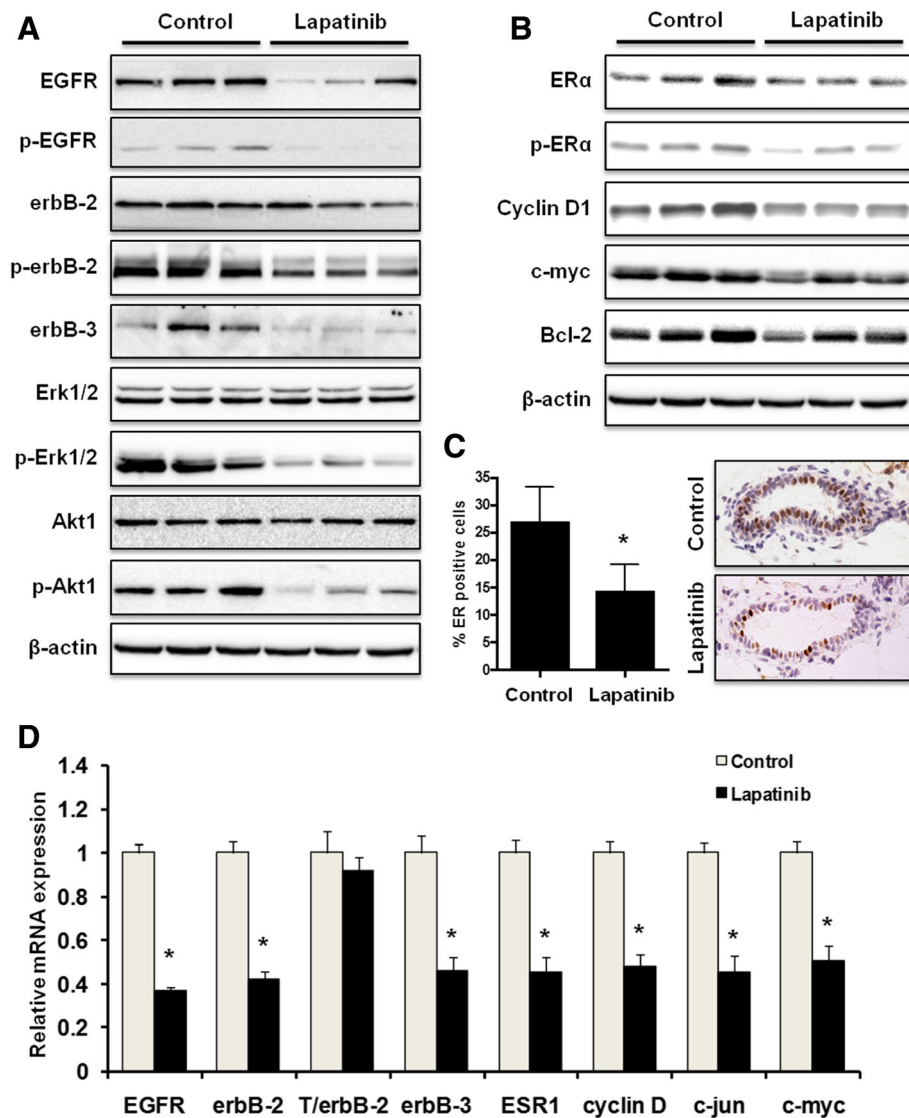 A
Control Lapatinib
EGFR
p-EGFR
erbB-2
p-erbB-2
erbB-3
Erk1/2
p-Erk1/2
Akt1
p-Akt1
β-actin
B
Control Lapatinib
ERα
p-ERα
Cyclin D1
c-myc
Bcl-2
β-actin
C
% ER positive cells
35
30
25
20
15
10
5
0
*
Control Lapatinib
Control
Lapatinib
D
Relative mRNA expression
1.4
1.2
1
0.8
0.6
0.4
0.2
0
Control
Lapatinib
* * * * * * *
EGFR erbB-2 T/erbB-2 erbB-3 ESR1 cyclin D c-jun c-myc